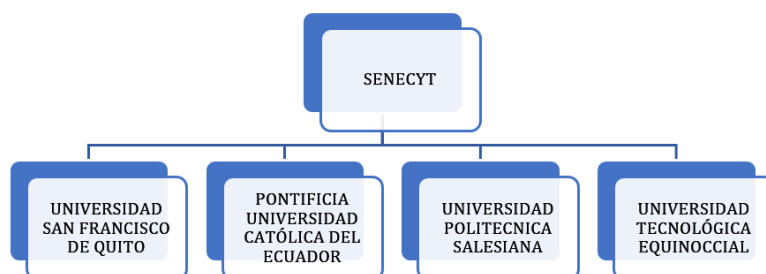 SENECYT
UNIVERSIDAD
SAN FRANCISCO
DE QUITO
PONTIFICIA
UNIVERSIDAD
CATÓLICA DEL
ECUADOR
UNIVERSIDAD
POLITECNICA
SALESIANA
UNIVERSIDAD
TECNOLÓGICA
EQUINOCCIAL